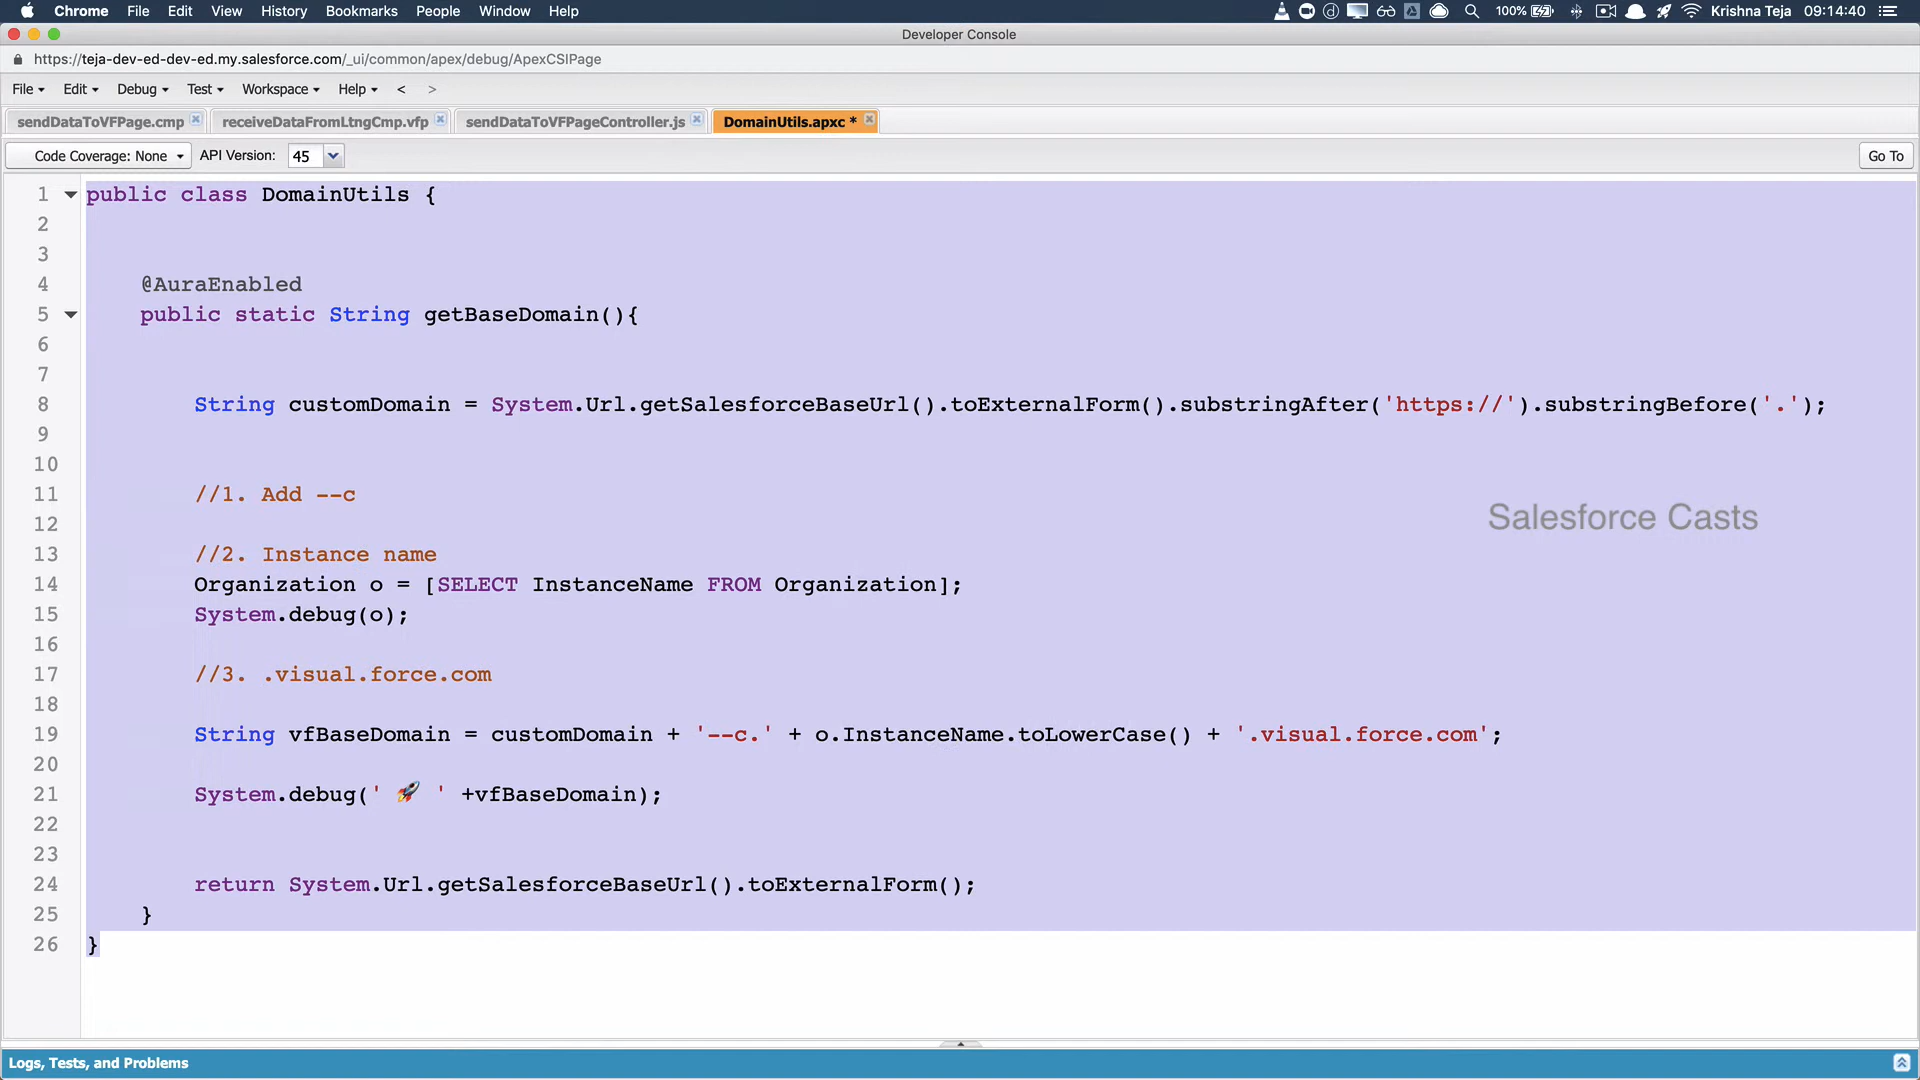 Chrome File Edit View History Bookmarks People Window Help 100% Krishna Teja 09:14:40
Developer Console
https://teja-dev-ed-dev-ed.my.salesforce.com/_ui/common/apex/debug/ApexCSIPage
File Edit Debug Test Workspace Help < >
sendDataToVFPage.cmp receiveDataFromLtngCmp.vfp sendDataToVFPageController.js DomainUtils.apxc *
Code Coverage: None API Version: 45 Go To
1 public class DomainUtils {
2
3
4 @AuraEnabled
5 public static String getBaseDomain(){
6
7
8 String customDomain = System.Url.getSalesforceBaseUrl().toExternalForm().substringAfter('https://').substringBefore('.');
9
10
11 //1. Add --c
12
Salesforce Casts
13 //2. Instance name
14 Organization o = [SELECT InstanceName FROM Organization];
15 System.debug(o);
16
17 //3. .visual.force.com
18
19 String vfBaseDomain = customDomain + '--c.' + o.InstanceName.toLowerCase() + '.visual.force.com';
20
21 System.debug(' 🚀 ' +vfBaseDomain);
22
23
24 return System.Url.getSalesforceBaseUrl().toExternalForm();
25 }
26 }
Logs, Tests, and Problems